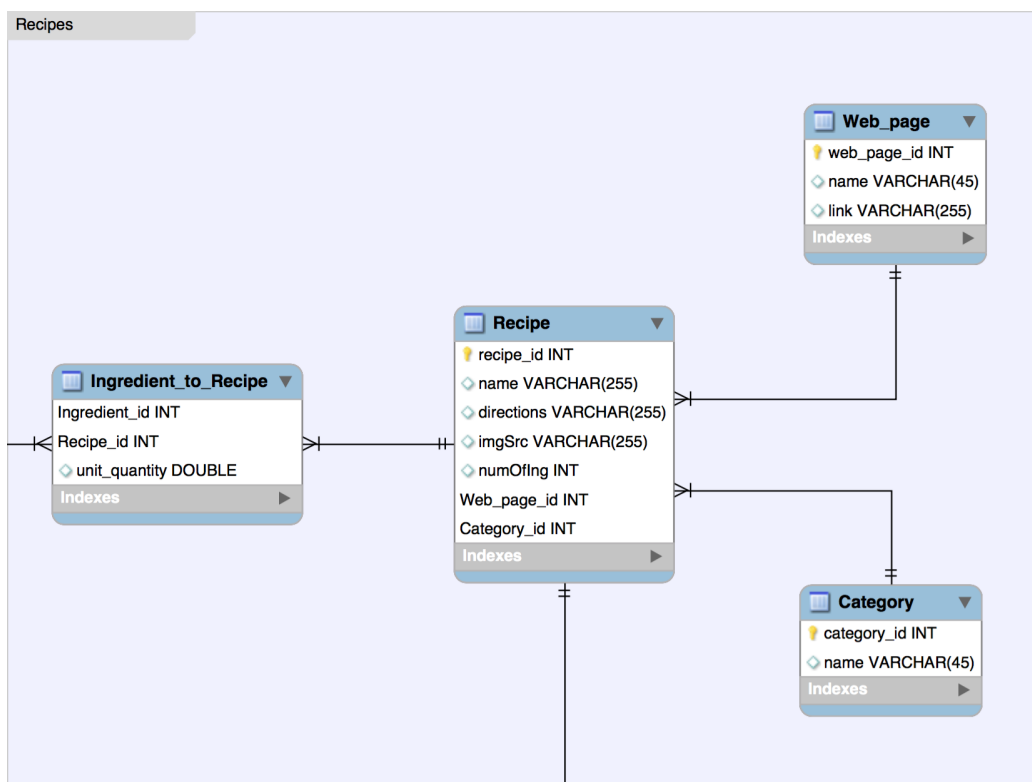 Recipes
Web_page
web_page_id INT
name VARCHAR(45)
link VARCHAR(255)
Indexes
Recipe
recipe_id INT
name VARCHAR(255)
directions VARCHAR(255)
imgSrc VARCHAR(255)
numOfIng INT
Web_page_id INT
Category_id INT
Indexes
Ingredient_to_Recipe
Ingredient_id INT
Recipe_id INT
unit_quantity DOUBLE
Indexes
Category
category_id INT
name VARCHAR(45)
Indexes